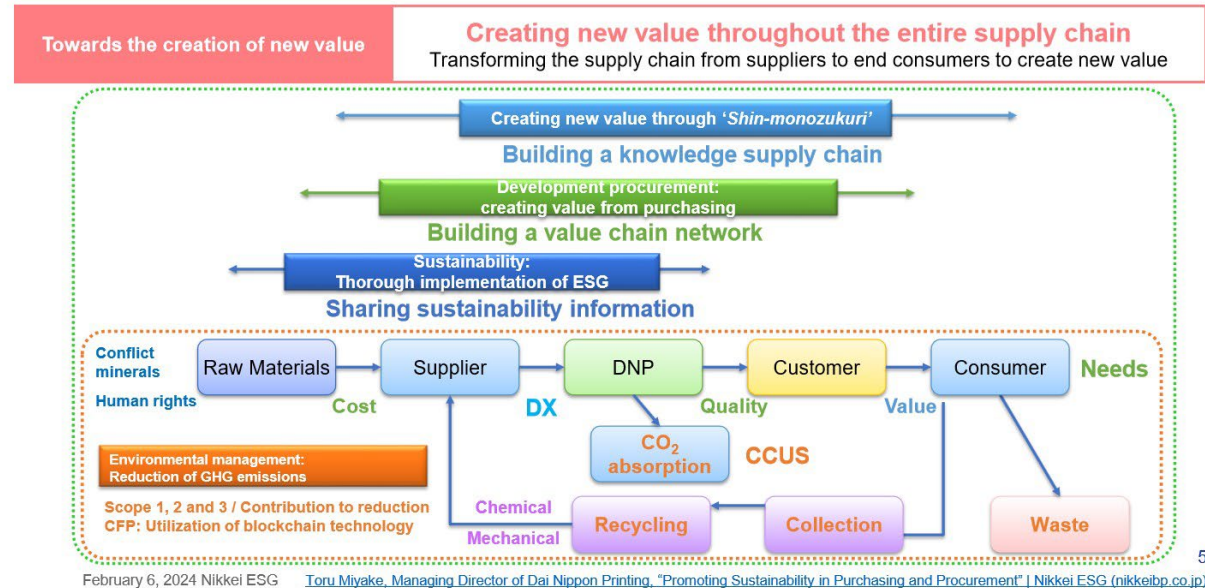 Towards the creation of new value
Creating new value throughout the entire supply chain
Transforming the supply chain from suppliers to end consumers to create new value
Creating new value through ‘Shin-monozukuri’
Building a knowledge supply chain
Development procurement:
creating value from purchasing
Building a value chain network
Sustainability:
Thorough implementation of ESG
Sharing sustainability information
Conflict
minerals
Human rights
Raw Materials
Supplier
DNP
Customer
Consumer
Needs
Cost
DX
Quality
Value
CO₂
absorption
CCUS
Environmental management:
Reduction of GHG emissions
Scope 1, 2 and 3 / Contribution to reduction
CFP: Utilization of blockchain technology
Chemical
Mechanical
Recycling
Collection
Waste
5
February 6, 2024 Nikkei ESG
Toru Miyake, Managing Director of Dai Nippon Printing, "Promoting Sustainability in Purchasing and Procurement" | Nikkei ESG (nikkeibp.co.jp)